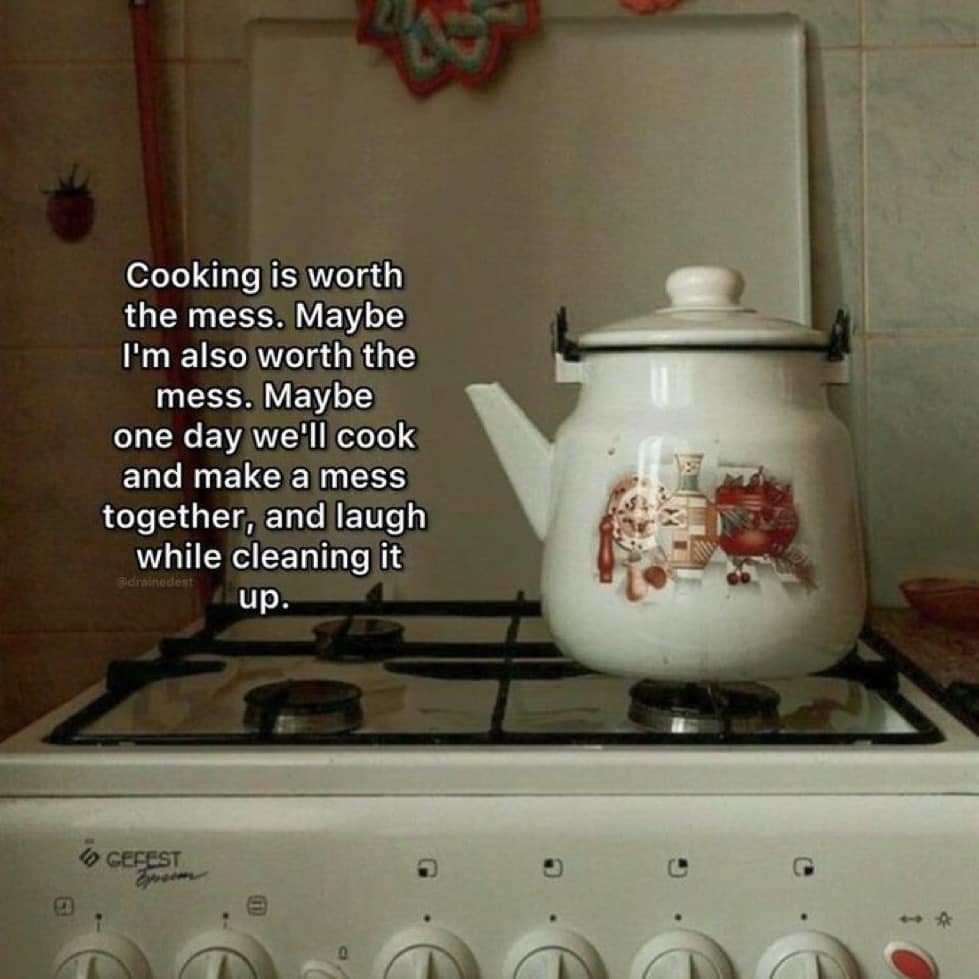 Cooking is worth
the mess. Maybe
I'm also worth the
mess. Maybe
one day we'll cook
and make a mess
together, and laugh
while cleaning it
up.
@drainedest
GEFEST
Брест